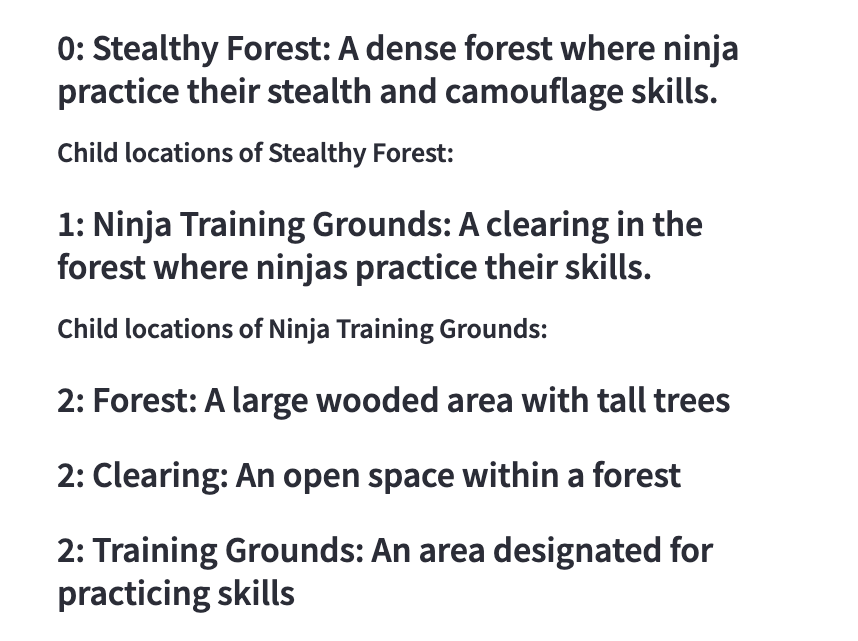 0: Stealthy Forest: A dense forest where ninja
practice their stealth and camouflage skills.
Child locations of Stealthy Forest:
1: Ninja Training Grounds: A clearing in the
forest where ninjas practice their skills.
Child locations of Ninja Training Grounds:
2: Forest: A large wooded area with tall trees
2: Clearing: An open space within a forest
2: Training Grounds: An area designated for
practicing skills